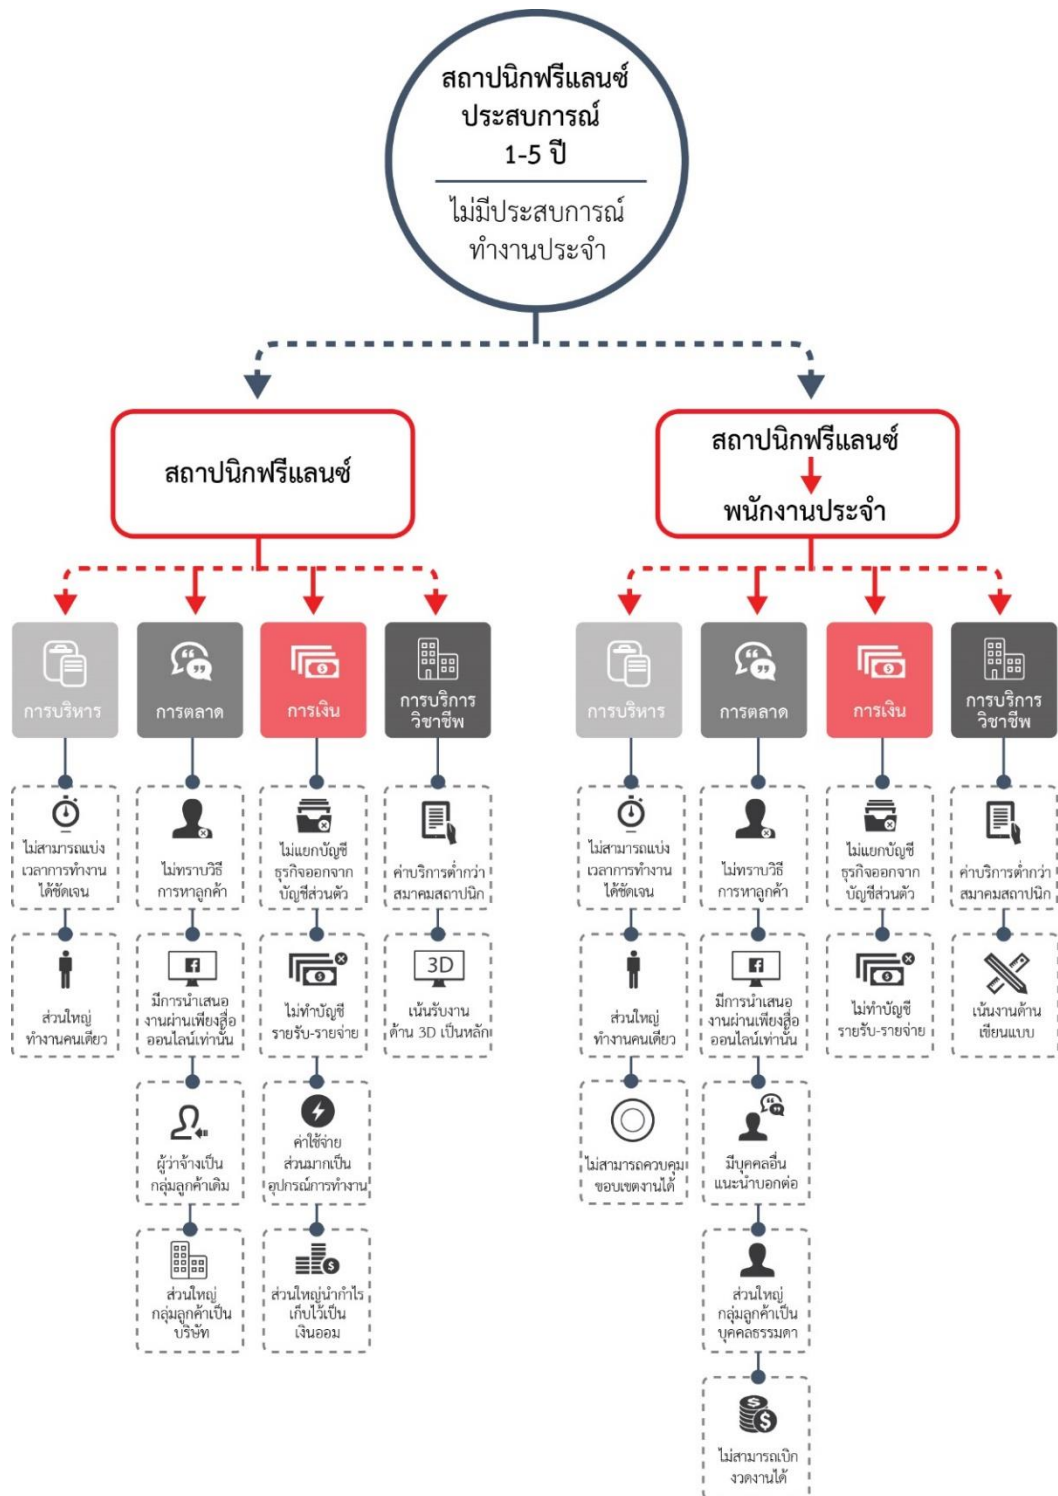 สถาปนิกฟรีแลนซ์
ประสบการณ์
1-5 ปี
ไม่มีประสบการณ์
ทำงานประจำ
สถาปนิกฟรีแลนซ์
การบริหาร
การตลาด
การเงิน
การบริการ
วิชาชีพ
ไม่สามารถแบ่ง
เวลาการทำงาน
ได้ชัดเจน
ส่วนใหญ่
ทำงานคนเดียว
ไม่ทราบวิธี
การหาลูกค้า
มีการนำเสนอ
งานผ่านเพียงสื่อ
ออนไลน์เท่านั้น
ผู้ว่าจ้างเป็น
กลุ่มลูกค้าเดิม
ส่วนใหญ่
กลุ่มลูกค้าเป็น
บริษัท
ไม่แยกบัญชี
ธุรกิจออกจาก
บัญชีส่วนตัว
ไม่ทำบัญชี
รายรับ-รายจ่าย
ค่าใช้จ่าย
ส่วนมากเป็น
อุปกรณ์การทำงาน
ส่วนใหญ่นำกำไร
เก็บไว้เป็น
เงินออม
ค่าบริการต่ำกว่า
สมาคมสถาปนิก
3D
เน้นรับงาน
ด้าน 3D เป็นหลัก
สถาปนิกฟรีแลนซ์
พนักงานประจำ
การบริหาร
การตลาด
การเงิน
การบริการ
วิชาชีพ
ไม่สามารถแบ่ง
เวลาการทำงาน
ได้ชัดเจน
ส่วนใหญ่
ทำงานคนเดียว
ไม่สามารถควบคุม
ขอบเขตงานได้
ไม่ทราบวิธี
การหาลูกค้า
มีการนำเสนอ
งานผ่านเพียงสื่อ
ออนไลน์เท่านั้น
มีบุคคลอื่น
แนะนำบอกต่อ
ส่วนใหญ่
กลุ่มลูกค้าเป็น
บุคคลธรรมดา
ไม่สามารถเบิก
งวดงานได้
ไม่แยกบัญชี
ธุรกิจออกจาก
บัญชีส่วนตัว
ไม่ทำบัญชี
รายรับ-รายจ่าย
ค่าบริการต่ำกว่า
สมาคมสถาปนิก
เน้นงานด้าน
เขียนแบบ